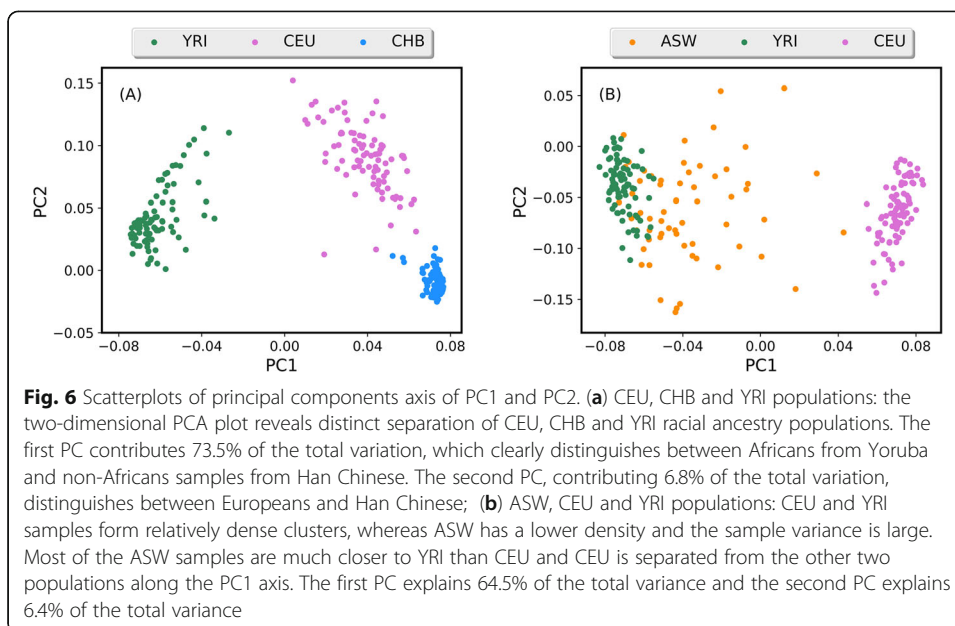 YRI CEU CHB
ASW YRI CEU
(A)
0.15
0.10
0.05
0.00
−0.05
PC2
−0.08 −0.04 0.00 0.04 0.08
PC1
(B)
0.05
0.00
−0.05
−0.10
−0.15
PC2
−0.08 −0.04 0.00 0.04 0.08
PC1
Fig. 6 Scatterplots of principal components axis of PC1 and PC2. (a) CEU, CHB and YRI populations: the
two-dimensional PCA plot reveals distinct separation of CEU, CHB and YRI racial ancestry populations. The
first PC contributes 73.5% of the total variation, which clearly distinguishes between Africans from Yoruba
and non-Africans samples from Han Chinese. The second PC, contributing 6.8% of the total variation,
distinguishes between Europeans and Han Chinese; (b) ASW, CEU and YRI populations: CEU and YRI
samples form relatively dense clusters, whereas ASW has a lower density and the sample variance is large.
Most of the ASW samples are much closer to YRI than CEU and CEU is separated from the other two
populations along the PC1 axis. The first PC explains 64.5% of the total variance and the second PC explains
6.4% of the total variance